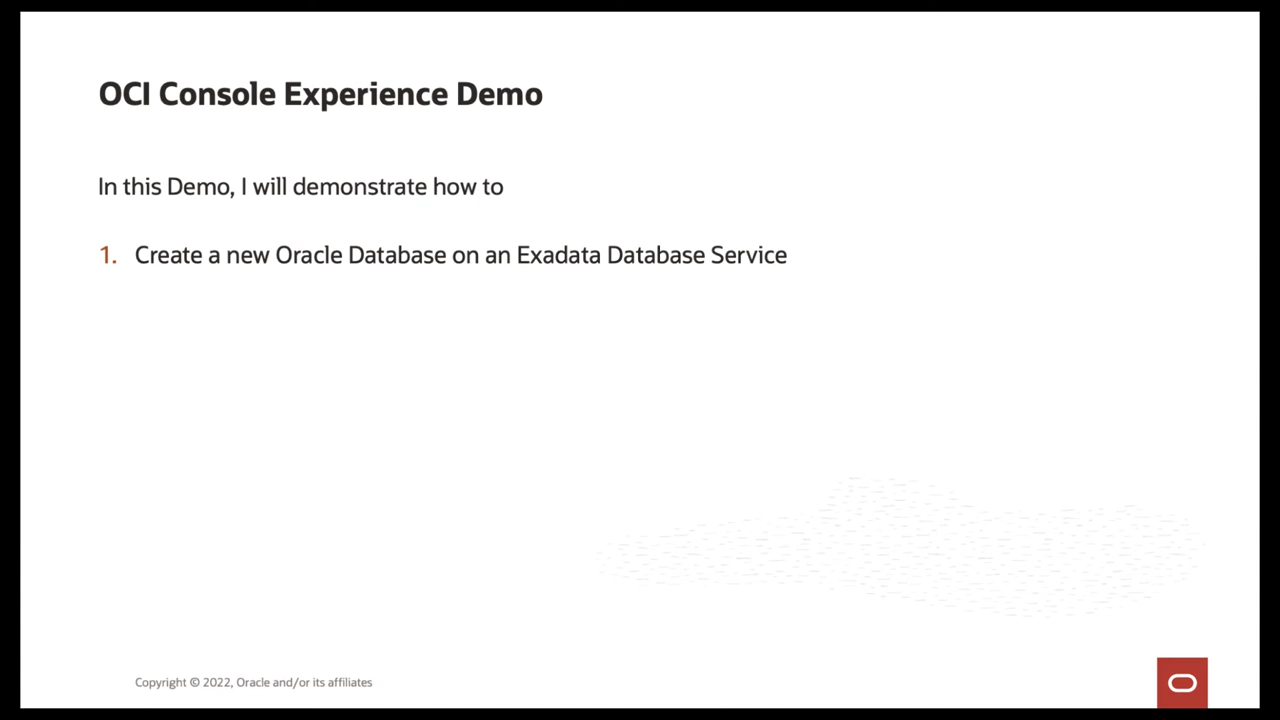 OCI Console Experience Demo
In this Demo, I will demonstrate how to
1. Create a new Oracle Database on an Exadata Database Service
Copyright © 2022, Oracle and/or its affiliates